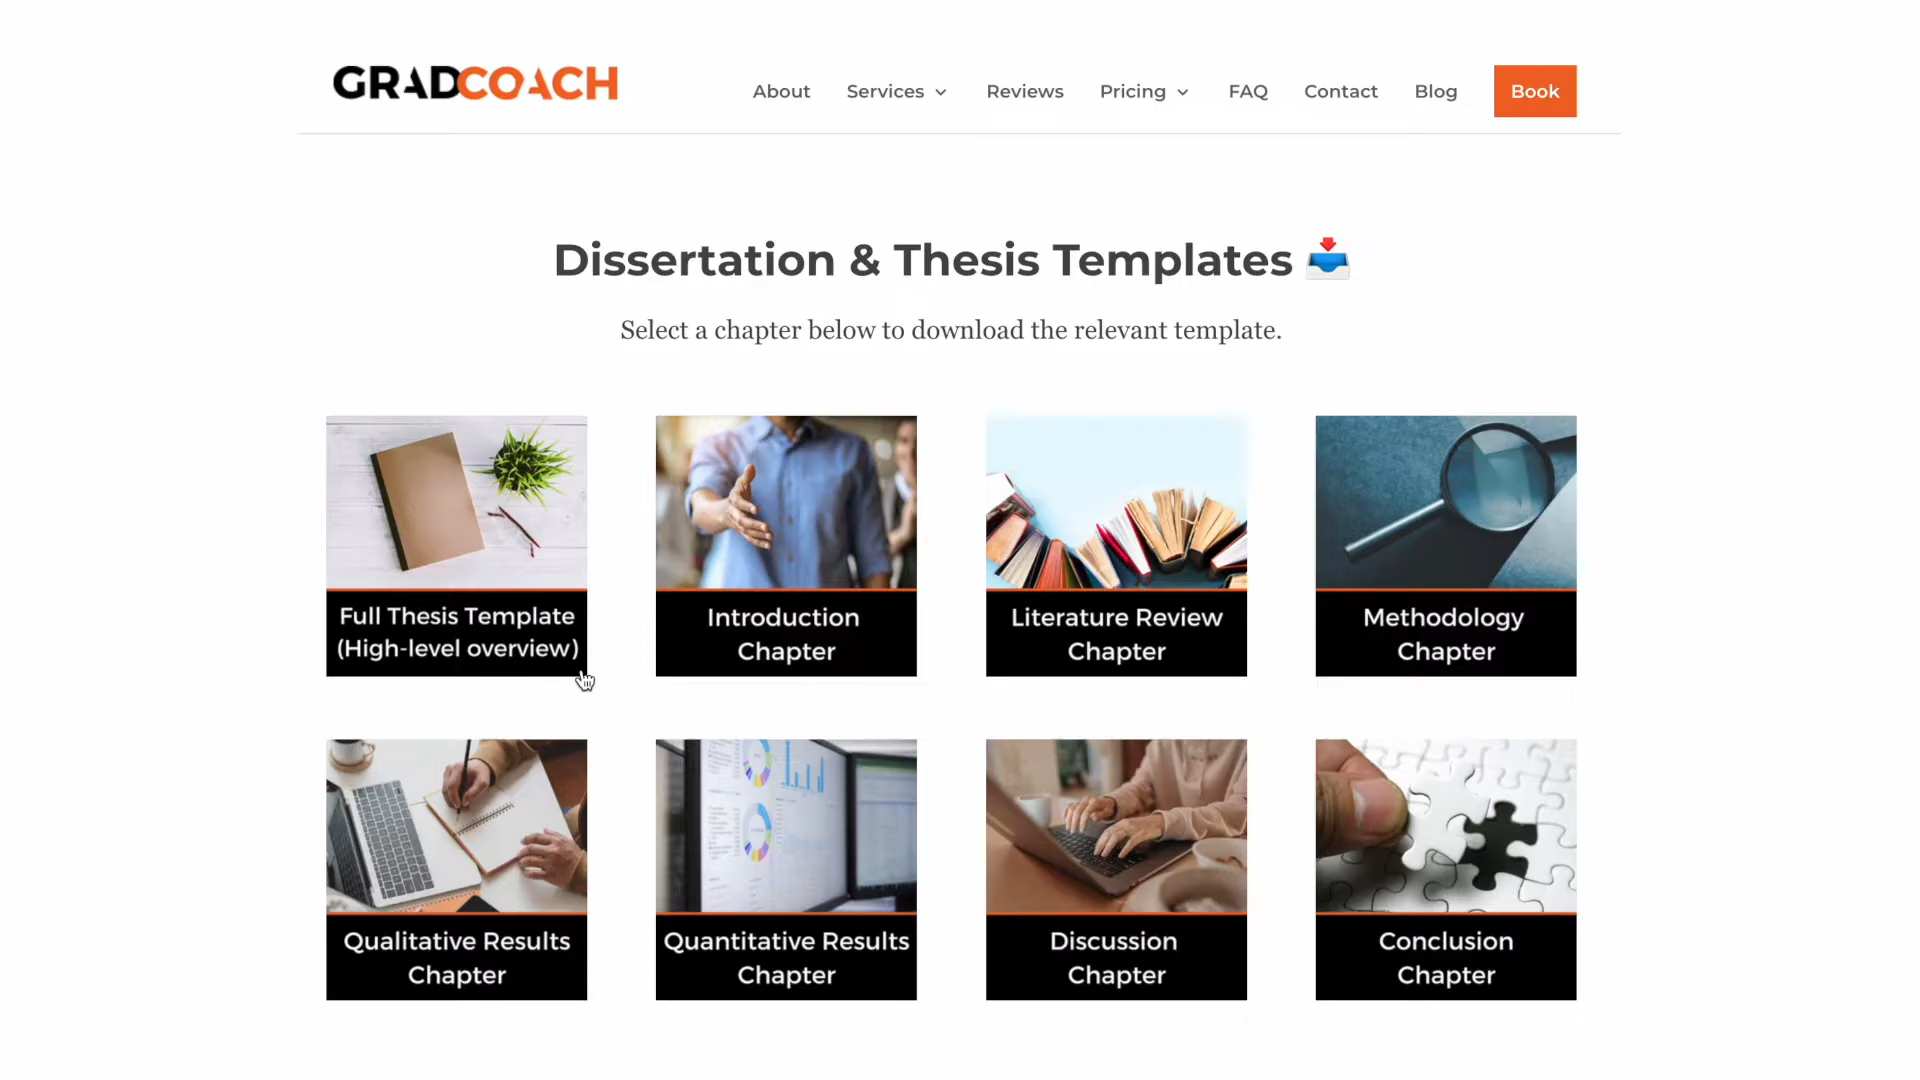 GRADCOACH
About Services Reviews Pricing FAQ Contact Blog Book
Dissertation & Thesis Templates
Select a chapter below to download the relevant template.
Full Thesis Template
(High-level overview)
Introduction
Chapter
Literature Review
Chapter
Methodology
Chapter
Qualitative Results
Chapter
Quantitative Results
Chapter
Discussion
Chapter
Conclusion
Chapter